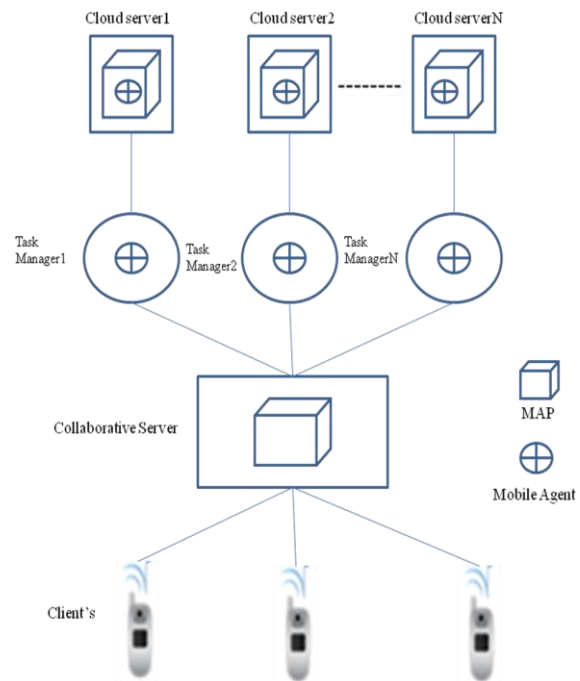 Cloud server1
Cloud server2
Cloud serverN
Task
Manager1
Task
Manager2
Task
ManagerN
MAP
Collaborative Server
Mobile Agent
Client’s